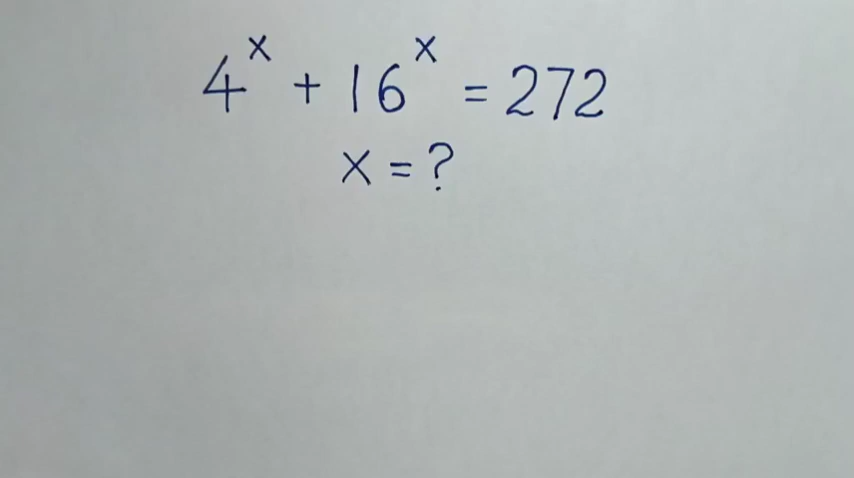 4^x + 16^x = 272
x = ?